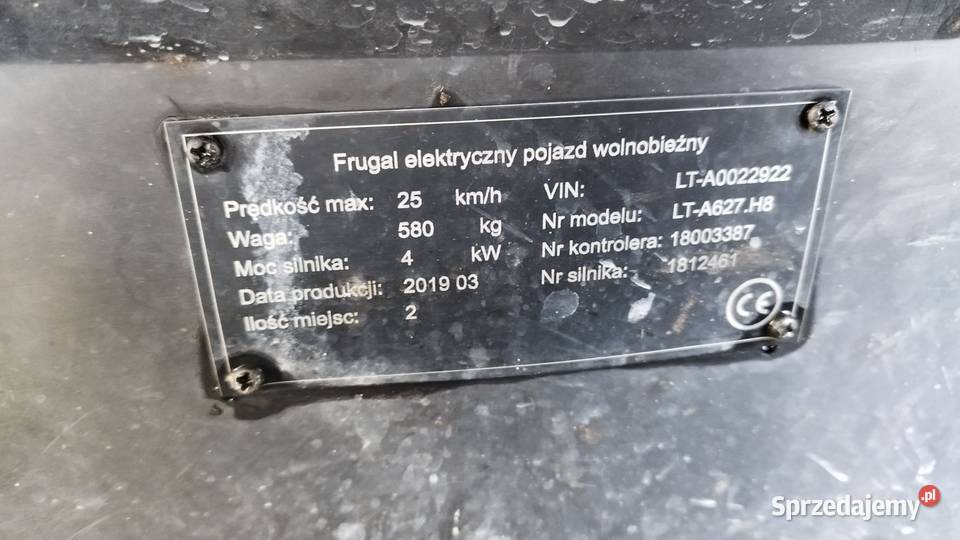 Frugal elektryczny pojazd wolnobieżny
Prędkość max: 25 km/h
Waga: 580 kg
Moc silnika: 4 kW
Data produkcji: 2019 03
Ilość miejsc: 2
VIN: LT-A0022922
Nr modelu: LT-A627.H8
Nr kontrolera: 18003387
Nr silnika: 1812461
CE
Sprzedajemy.pl